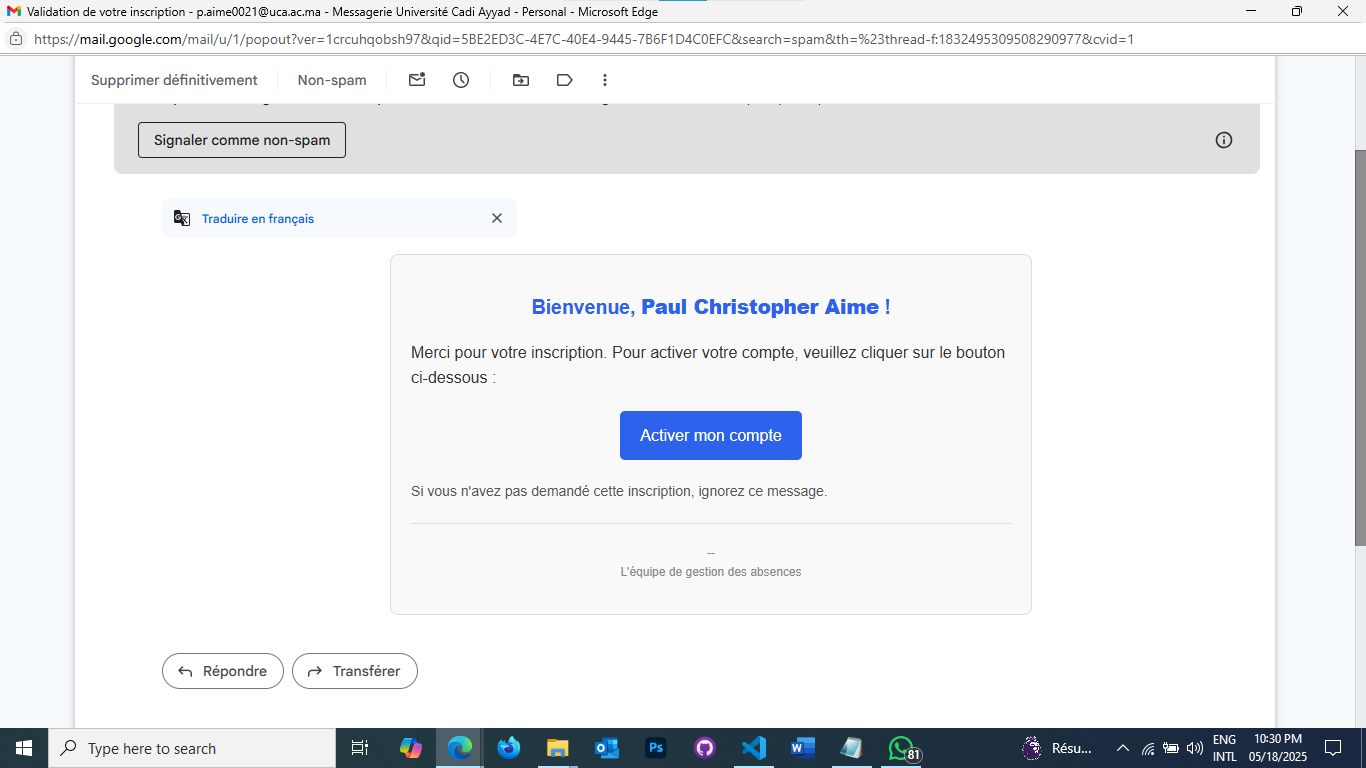 Validation de votre inscription - p.aime0021@uca.ac.ma - Messagerie Université Cadi Ayyad - Personal - Microsoft Edge
https://mail.google.com/mail/u/1/popout?ver=1crcuhqobsh97&qid=5BE2ED3C-4E7C-40E4-9445-7B6F1D4C0EFC&search=spam&th=%23thread-f:1832495309508290977&cvid=1
Supprimer définitivement
Non-spam
Signaler comme non-spam
Traduire en français
Bienvenue, Paul Christopher Aime !
Merci pour votre inscription. Pour activer votre compte, veuillez cliquer sur le bouton
ci-dessous :
Activer mon compte
Si vous n'avez pas demandé cette inscription, ignorez ce message.
--
L'équipe de gestion des absences
Répondre
Transférer
Type here to search
Ps
81
Résu...
ENG
INTL
10:30 PM
05/18/2025